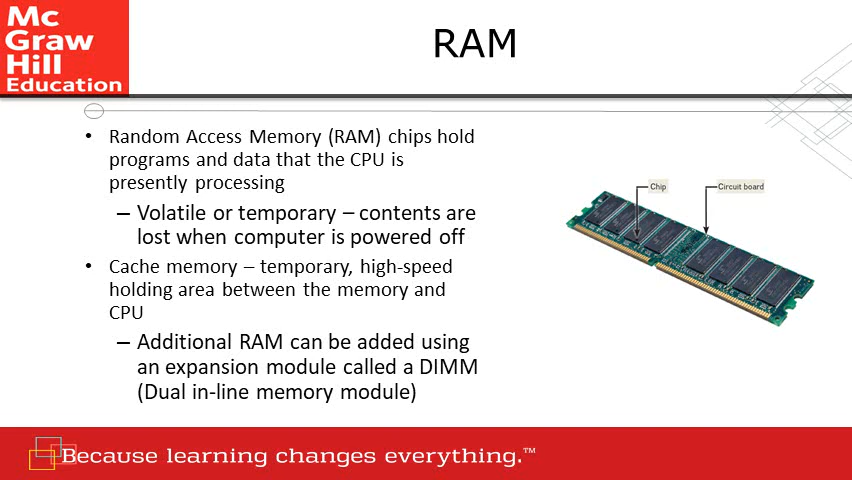 Mc
Graw
Hill
Education
RAM
• Random Access Memory (RAM) chips hold
programs and data that the CPU is
presently processing
– Volatile or temporary – contents are
lost when computer is powered off
• Cache memory – temporary, high-speed
holding area between the memory and
CPU
– Additional RAM can be added using
an expansion module called a DIMM
(Dual in-line memory module)
Chip
Circuit board
Because learning changes everything.™